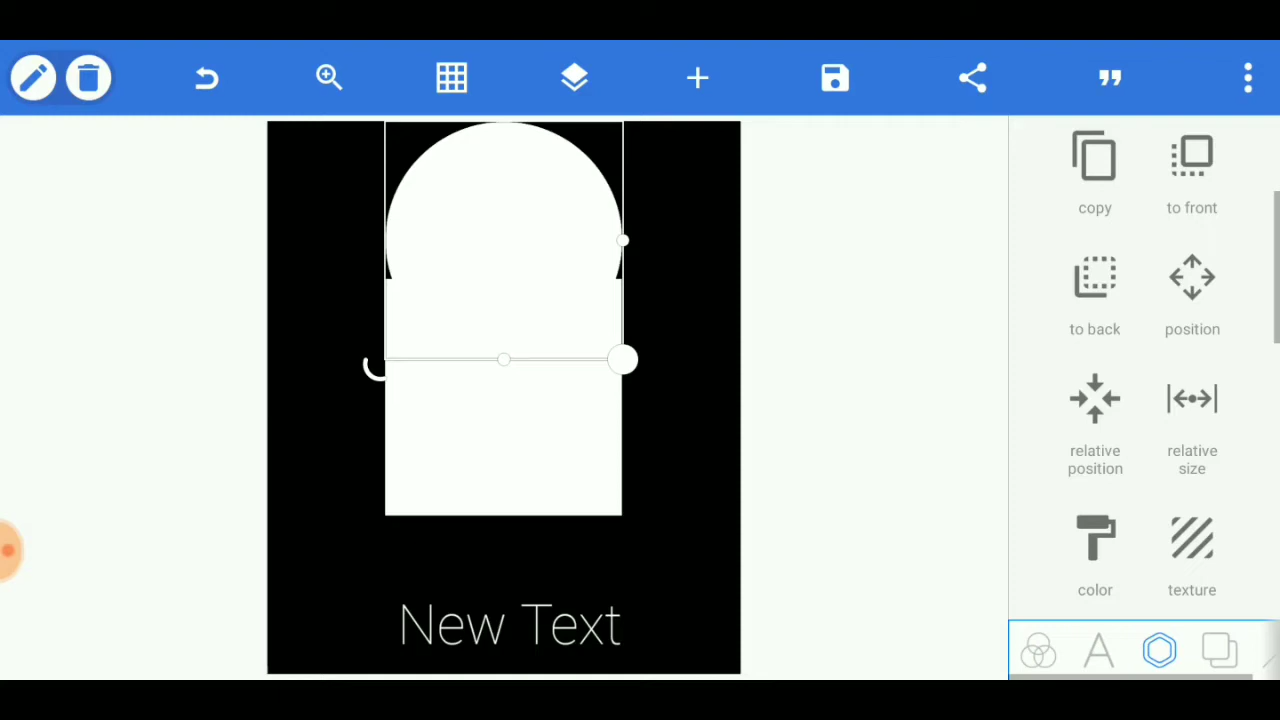 copy
to front
to back
position
relative
position
relative
size
color
texture
New Text